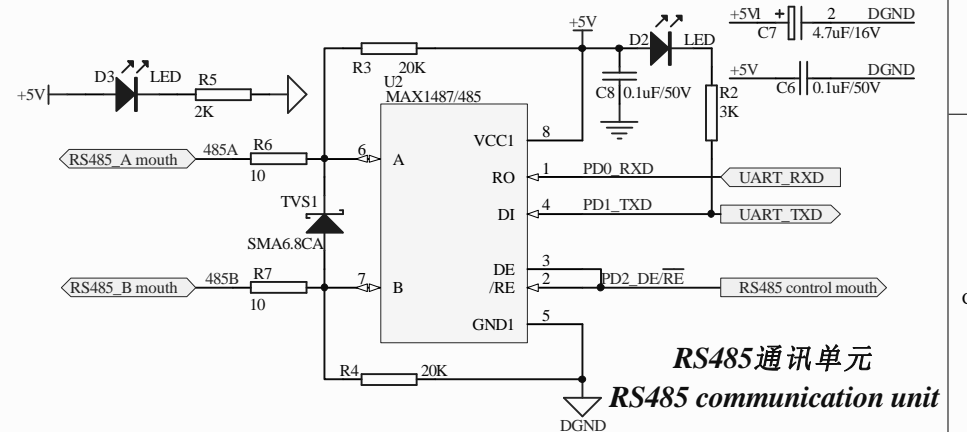 +5V
D2
LED
+5V
1
+
2
DGND
C7
4.7uF/16V
R3
20K
D3
LED
R5
+5V
2K
U2
MAX1487/485
C8
0.1uF/50V
R2
3K
+5V
DGND
C6
0.1uF/50V
VCC1
8
RS485_A mouth
485A
R6
10
6
A
RO
1
PD0_RXD
UART_RXD
TVS1
SMA6.8CA
DI
4
PD1_TXD
UART_TXD
RS485_B mouth
485B
R7
10
7
B
DE
3
/RE
2
PD2_DE/RE
RS485 control mouth
GND1
5
R4
20K
DGND
RS485通讯单元
RS485 communication unit